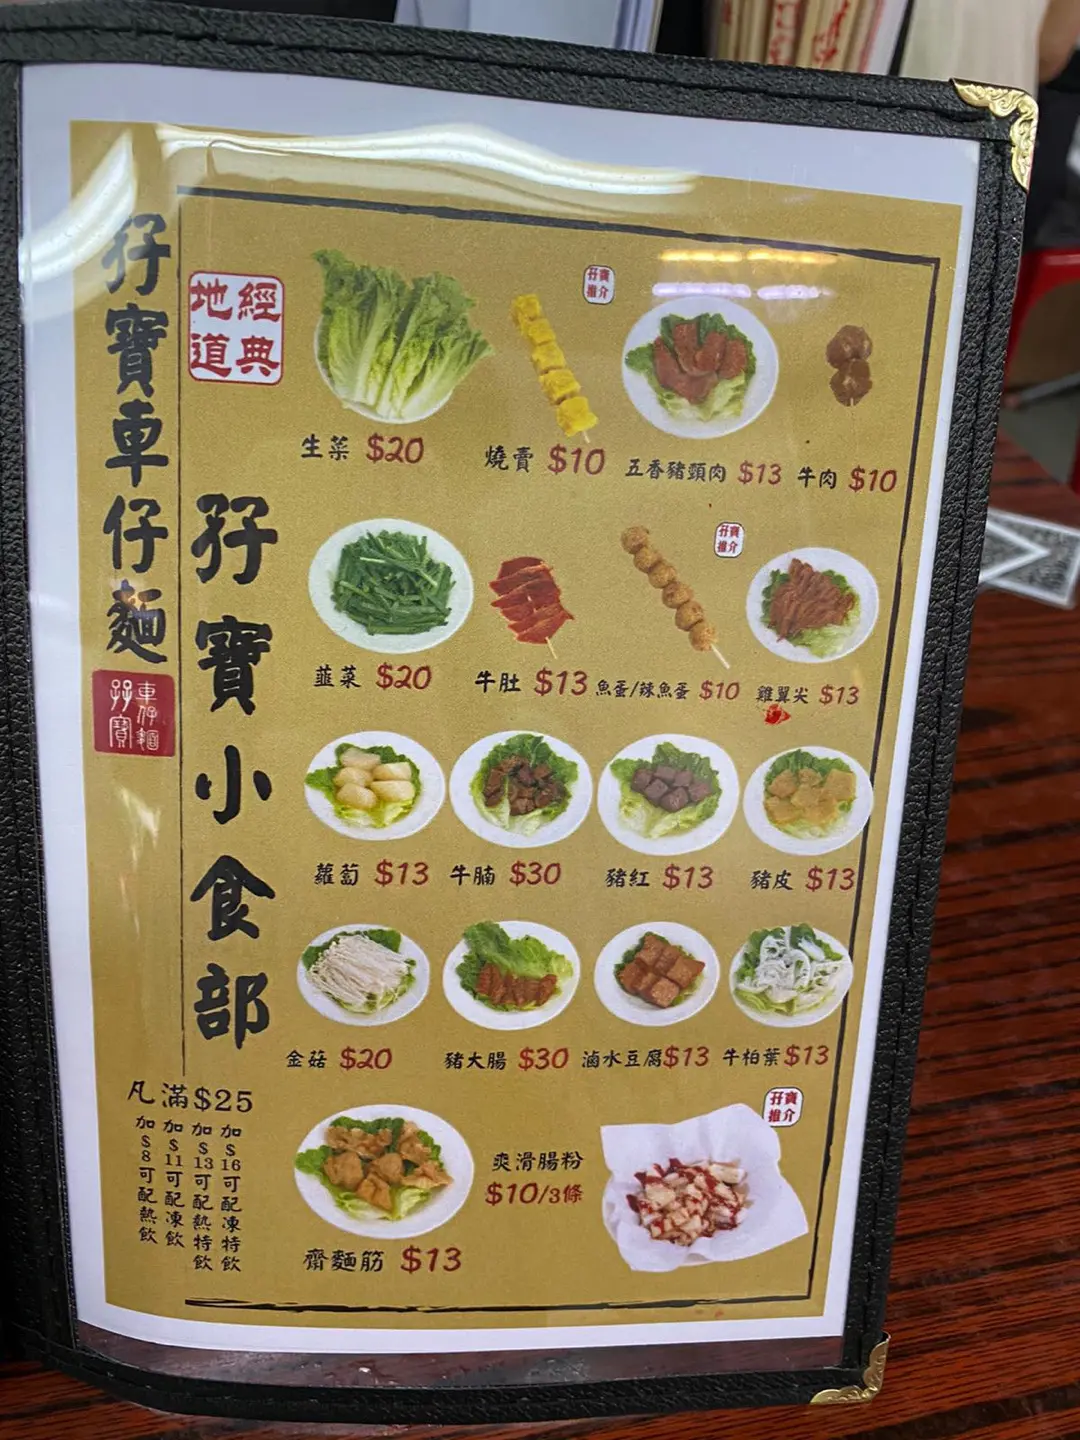 孖寶車仔麵
孖寶
車仔麵
經典
地道
孖寶小食部
孖寶
推介
生菜 $20
燒賣 $10
五香豬頸肉 $13
牛肉 $10
孖寶
推介
韮菜 $20
牛肚 $13
魚蛋/辣魚蛋 $10
雞翼尖 $13
蘿蔔 $13
牛腩 $30
豬紅 $13
豬皮 $13
金菇 $20
豬大腸 $30
滷水豆腐$13
牛柏葉$13
孖寶
推介
齋麵筋 $13
爽滑腸粉
$10/3條
凡滿$25
加$16可配凍特飲
加$13可配熱特飲
加$11可配凍飲
加$8可配熱飲